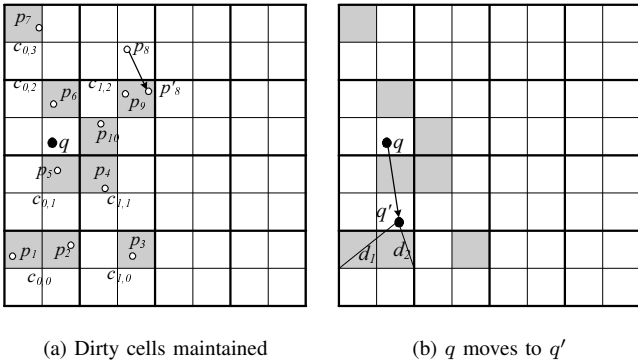 p7
c0,3
p8
c0,2
p6
c1,2
p9
p'8
p10
q
p5
p4
c0,1
c1,1
p1
p2
p3
c0,0
c1,0
q
q'
d1
d2
(a) Dirty cells maintained
(b) q moves to q′